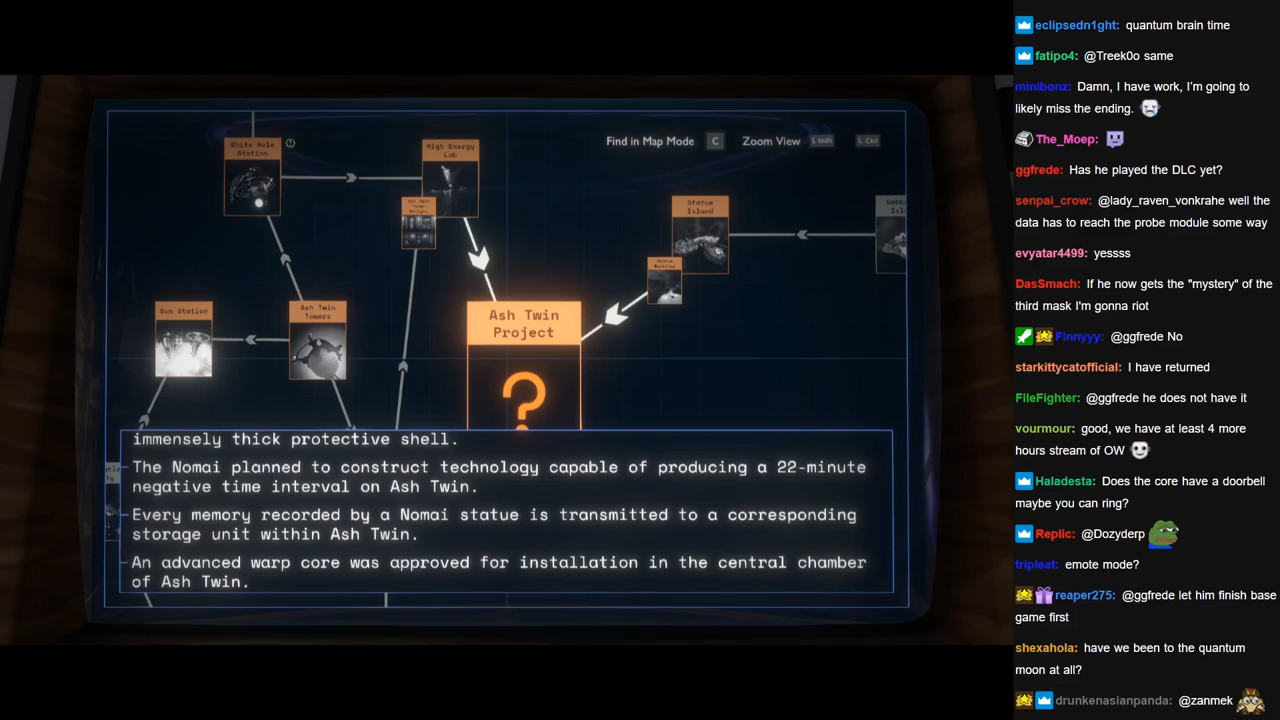 Find in Map Mode C Zoom View L Shift L Ctrl
White Hole
Station
High Energy
Lab
Statue
Island
Sun Station
Ash Twin
Towers
Ash Twin
Project
?
immensely thick protective shell.
The Nomai planned to construct technology capable of producing a 22-minute
negative time interval on Ash Twin.
Every memory recorded by a Nomai statue is transmitted to a corresponding
storage unit within Ash Twin.
An advanced warp core was approved for installation in the central chamber
of Ash Twin.
eclipsedn1ght: quantum brain time
fatipo4: @Treek0o same
minibonz: Damn, I have work, I'm going to
likely miss the ending.
The_Moep:
ggfrede: Has he played the DLC yet?
senpai_crow: @lady_raven_vonkrahe well the
data has to reach the probe module some way
evyatar4499: yessss
DasSmach: If he now gets the "mystery" of the
third mask I'm gonna riot
Finnyyy: @ggfrede No
starkittycatofficial: I have returned
FileFighter: @ggfrede he does not have it
vourmour: good, we have at least 4 more
hours stream of OW
Haladesta: Does the core have a doorbell
maybe you can ring?
Replic: @Dozyderp
tripleat: emote mode?
reaper275: @ggfrede let him finish base
game first
shexahola: have we been to the quantum
moon at all?
drunkenasianpanda: @zanmek